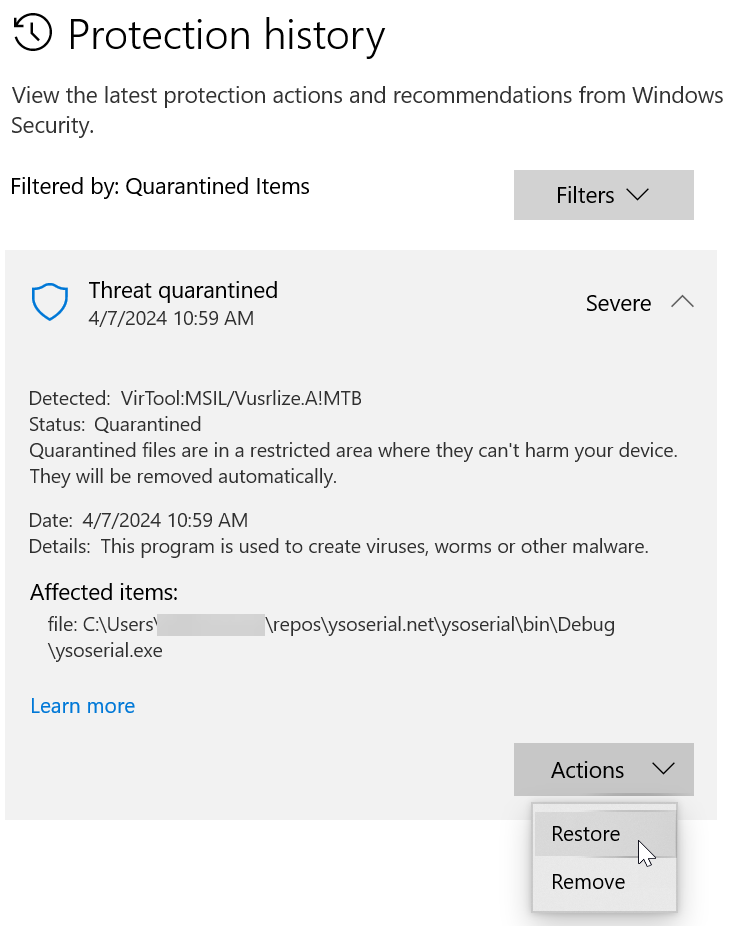 Protection history
View the latest protection actions and recommendations from Windows
Security.
Filtered by: Quarantined Items
Filters
Threat quarantined
4/7/2024 10:59 AM
Severe
Detected: VirTool:MSIL/Vusrlize.A!MTB
Status: Quarantined
Quarantined files are in a restricted area where they can't harm your device.
They will be removed automatically.
Date: 4/7/2024 10:59 AM
Details: This program is used to create viruses, worms or other malware.
Affected items:
file: C:\Users\ \repos\ysoserial.net\ysoserial\bin\Debug
\ysoserial.exe
Learn more
Actions
Restore
Remove